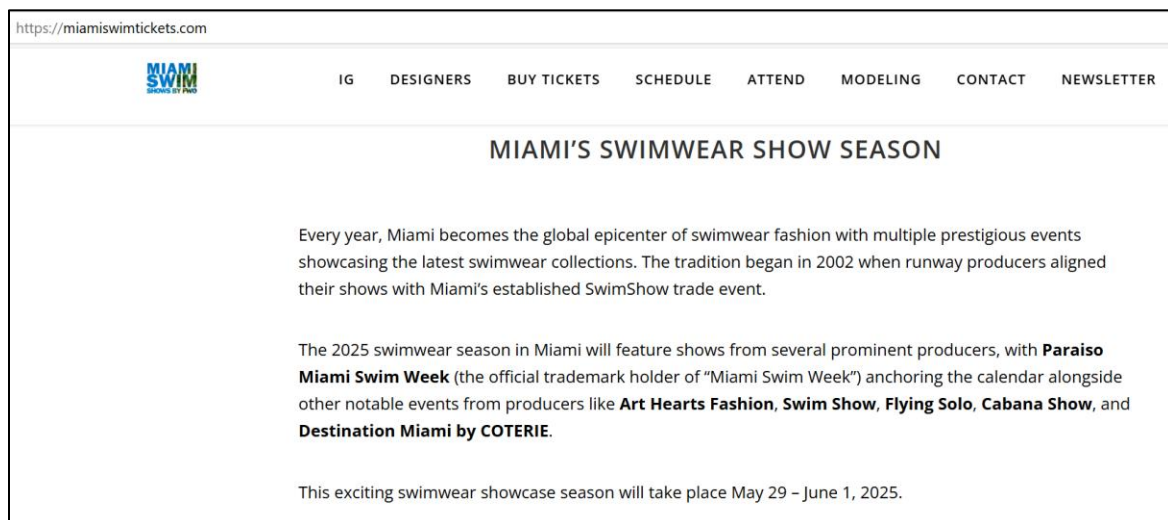 https://miamiswimtickets.com
MIAMI
SWIM
SHOWS BY PWO
IG DESIGNERS BUY TICKETS SCHEDULE ATTEND MODELING CONTACT NEWSLETTER
MIAMI’S SWIMWEAR SHOW SEASON
Every year, Miami becomes the global epicenter of swimwear fashion with multiple prestigious events
showcasing the latest swimwear collections. The tradition began in 2002 when runway producers aligned
their shows with Miami’s established SwimShow trade event.
The 2025 swimwear season in Miami will feature shows from several prominent producers, with Paraiso
Miami Swim Week (the official trademark holder of “Miami Swim Week”) anchoring the calendar alongside
other notable events from producers like Art Hearts Fashion, Swim Show, Flying Solo, Cabana Show, and
Destination Miami by COTERIE.
This exciting swimwear showcase season will take place May 29 – June 1, 2025.